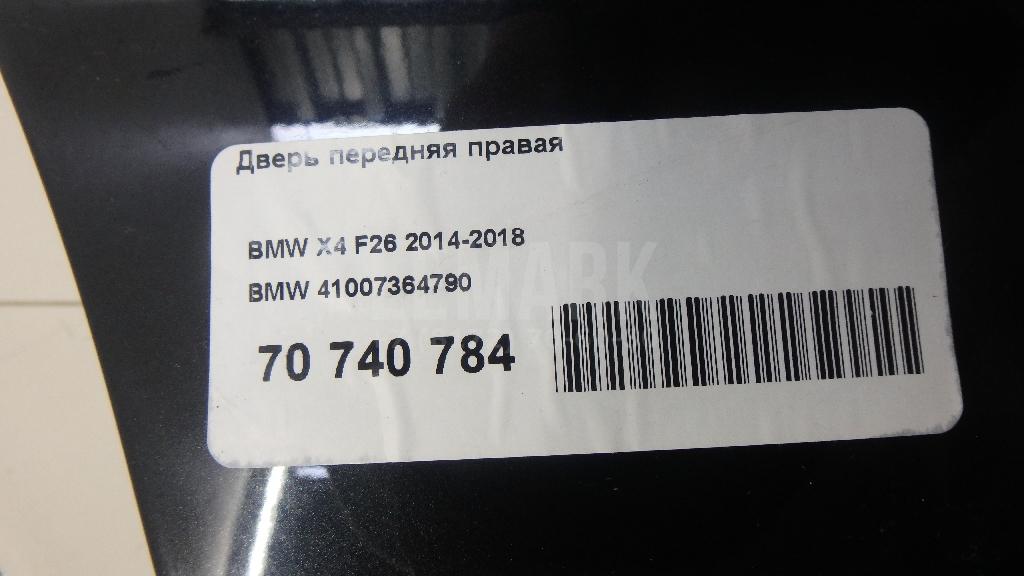 Дверь передняя правая
BMW X4 F26 2014-2018
BMW 41007364790
70 740 784